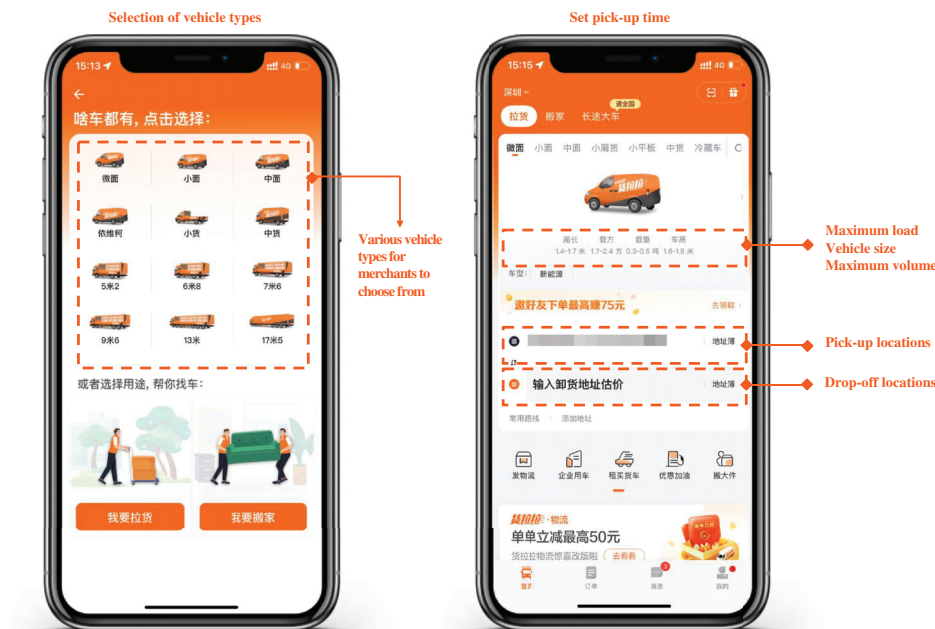 Selection of vehicle types
Set pick-up time
15:13
4G
啥车都有, 点击选择:
微面
小面
中面
依维柯
小货
中货
5米2
6米8
7米6
9米6
13米
17米5
或者选择用途, 帮你找车:
我要拉货
我要搬家
Various vehicle
types for
merchants to
choose from
15:15
4G
深圳
通全国
拉货 搬家 长途大车
微面 小面 中面 小厢货 小平板 中货 冷藏车
货拉拉
厢长 载方 载重 车高
1.4-1.7 米 1.7-2.4 方 0.3-0.5 吨 1.6-1.8 米
车型: 新能源
邀好友下单最高赚75元 去领取
装 地址簿
卸 输入卸货地址估价 地址簿
常用路线 添加地址
发物流 企业用车 租买货车 优惠加油 搬大件
货拉拉·物流
单单立减最高50元
货拉拉物流惊喜改版啦 去看看
3
首页 订单 消息 我的
Maximum load
Vehicle size
Maximum volume
Pick-up locations
Drop-off locations